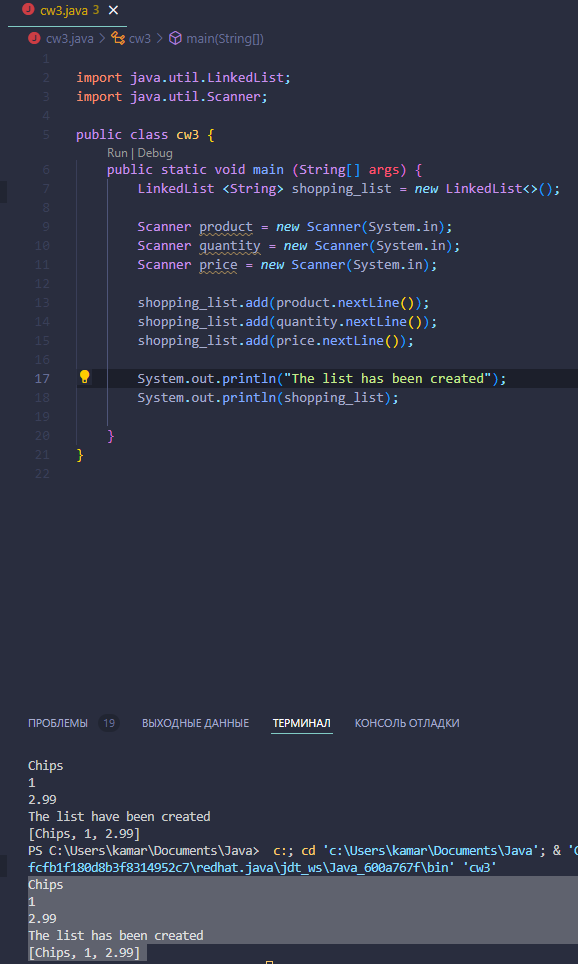 J cw3.java 3 ×
J cw3.java > cw3 > main(String[])
1
2 import java.util.LinkedList;
3 import java.util.Scanner;
4
5 public class cw3 {
Run | Debug
6 public static void main (String[] args) {
7 LinkedList <String> shopping_list = new LinkedList<>();
8
9 Scanner product = new Scanner(System.in);
10 Scanner quantity = new Scanner(System.in);
11 Scanner price = new Scanner(System.in);
12
13 shopping_list.add(product.nextLine());
14 shopping_list.add(quantity.nextLine());
15 shopping_list.add(price.nextLine());
16
17 System.out.println("The list has been created");
18 System.out.println(shopping_list);
19
20 }
21 }
22
ПРОБЛЕМЫ 19 ВЫХОДНЫЕ ДАННЫЕ ТЕРМИНАЛ КОНСОЛЬ ОТЛАДКИ
Chips
1
2.99
The list have been created
[Chips, 1, 2.99]
PS C:\Users\kamar\Documents\Java> c:; cd 'c:\Users\kamar\Documents\Java'; & '
fcfb1f180d8b3f8314952c7\redhat.java\jdt_ws\Java_600a767f\bin' 'cw3'
Chips
1
2.99
The list has been created
[Chips, 1, 2.99]